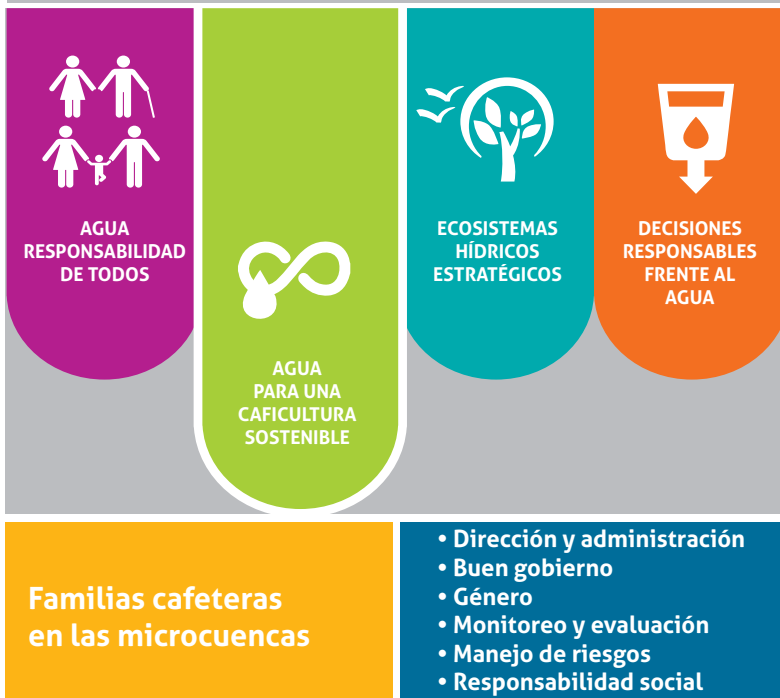 AGUA
RESPONSABILIDAD
DE TODOS
AGUA
PARA UNA
CAFICULTURA
SOSTENIBLE
ECOSISTEMAS
HÍDRICOS
ESTRATÉGICOS
DECISIONES
RESPONSABLES
FRENTE AL
AGUA
Familias cafeteras
en las microcuencas
• Dirección y administración
• Buen gobierno
• Género
• Monitoreo y evaluación
• Manejo de riesgos
• Responsabilidad social